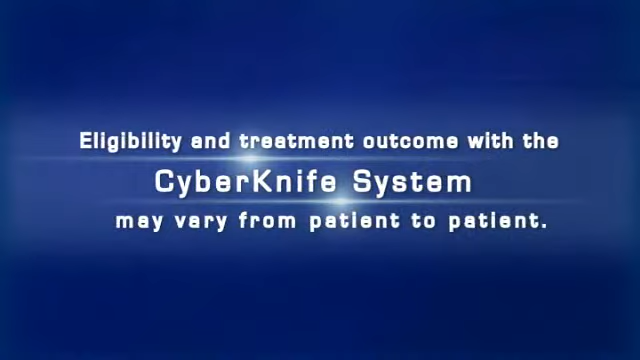 Eligibility and treatment outcome with the
CyberKnife System
may vary from patient to patient.